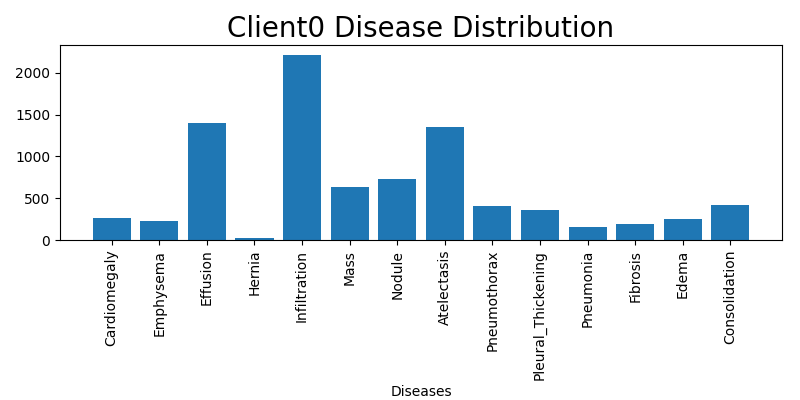 Client0 Disease Distribution
2000
1500
1000
500
0
Cardiomegaly
Emphysema
Effusion
Hernia
Infiltration
Mass
Nodule
Atelectasis
Pneumothorax
Pleural_Thickening
Pneumonia
Fibrosis
Edema
Consolidation
Diseases